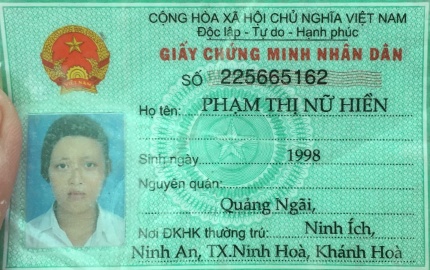 CỘNG HÒA XÃ HỘI CHỦ NGHĨA VIỆT NAM
Độc lập - Tự do - Hạnh phúc
GIẤY CHỨNG MINH NHÂN DÂN
SỐ 225665162
Họ tên: PHẠM THỊ NỮ HIỀN
Sinh ngày 1998
Nguyên quán:
Quảng Ngãi,
Nơi ĐKHK thường trú: Ninh Ích,
Ninh An, TX.Ninh Hoà, Khánh Hoà